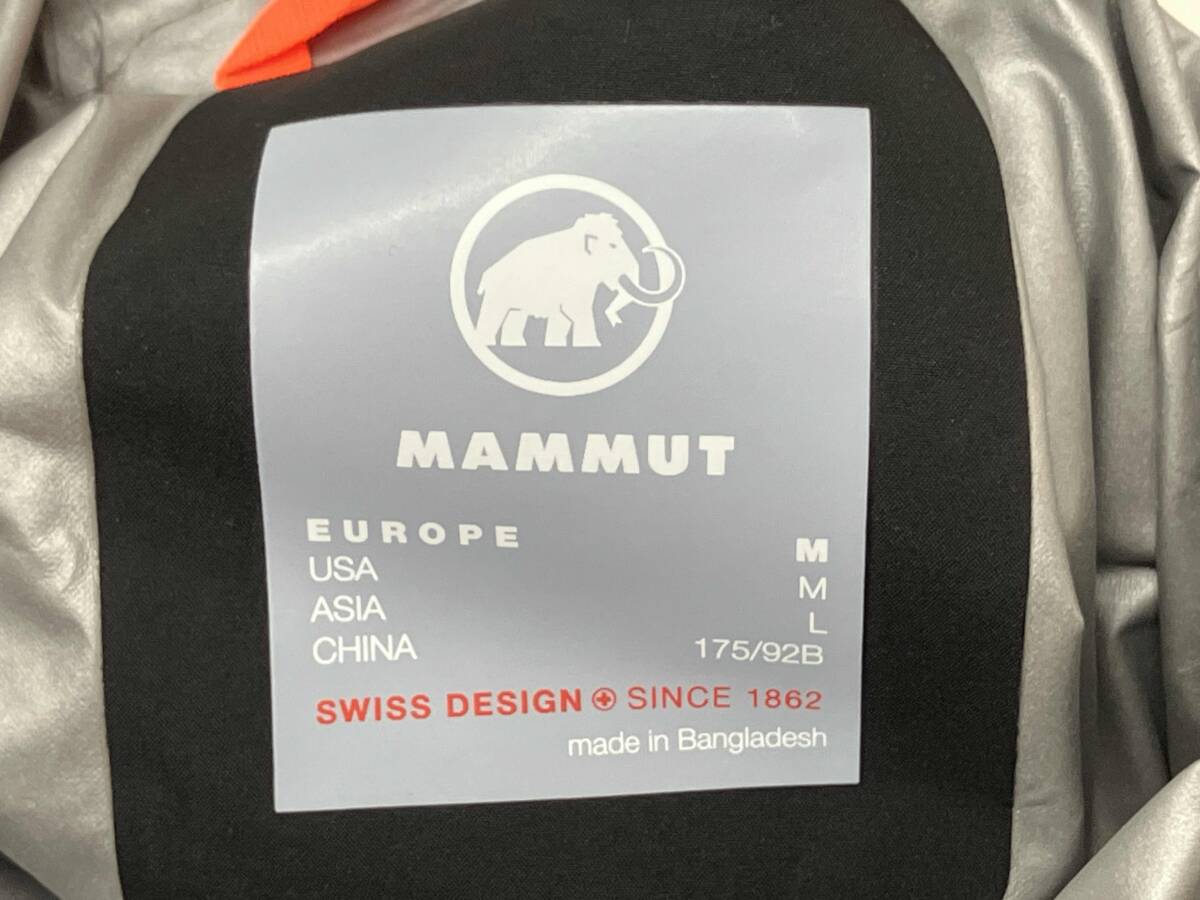 MAMMUT
EUROPE M
USA M
ASIA L
CHINA 175/92B
SWISS DESIGN SINCE 1862
made in Bangladesh